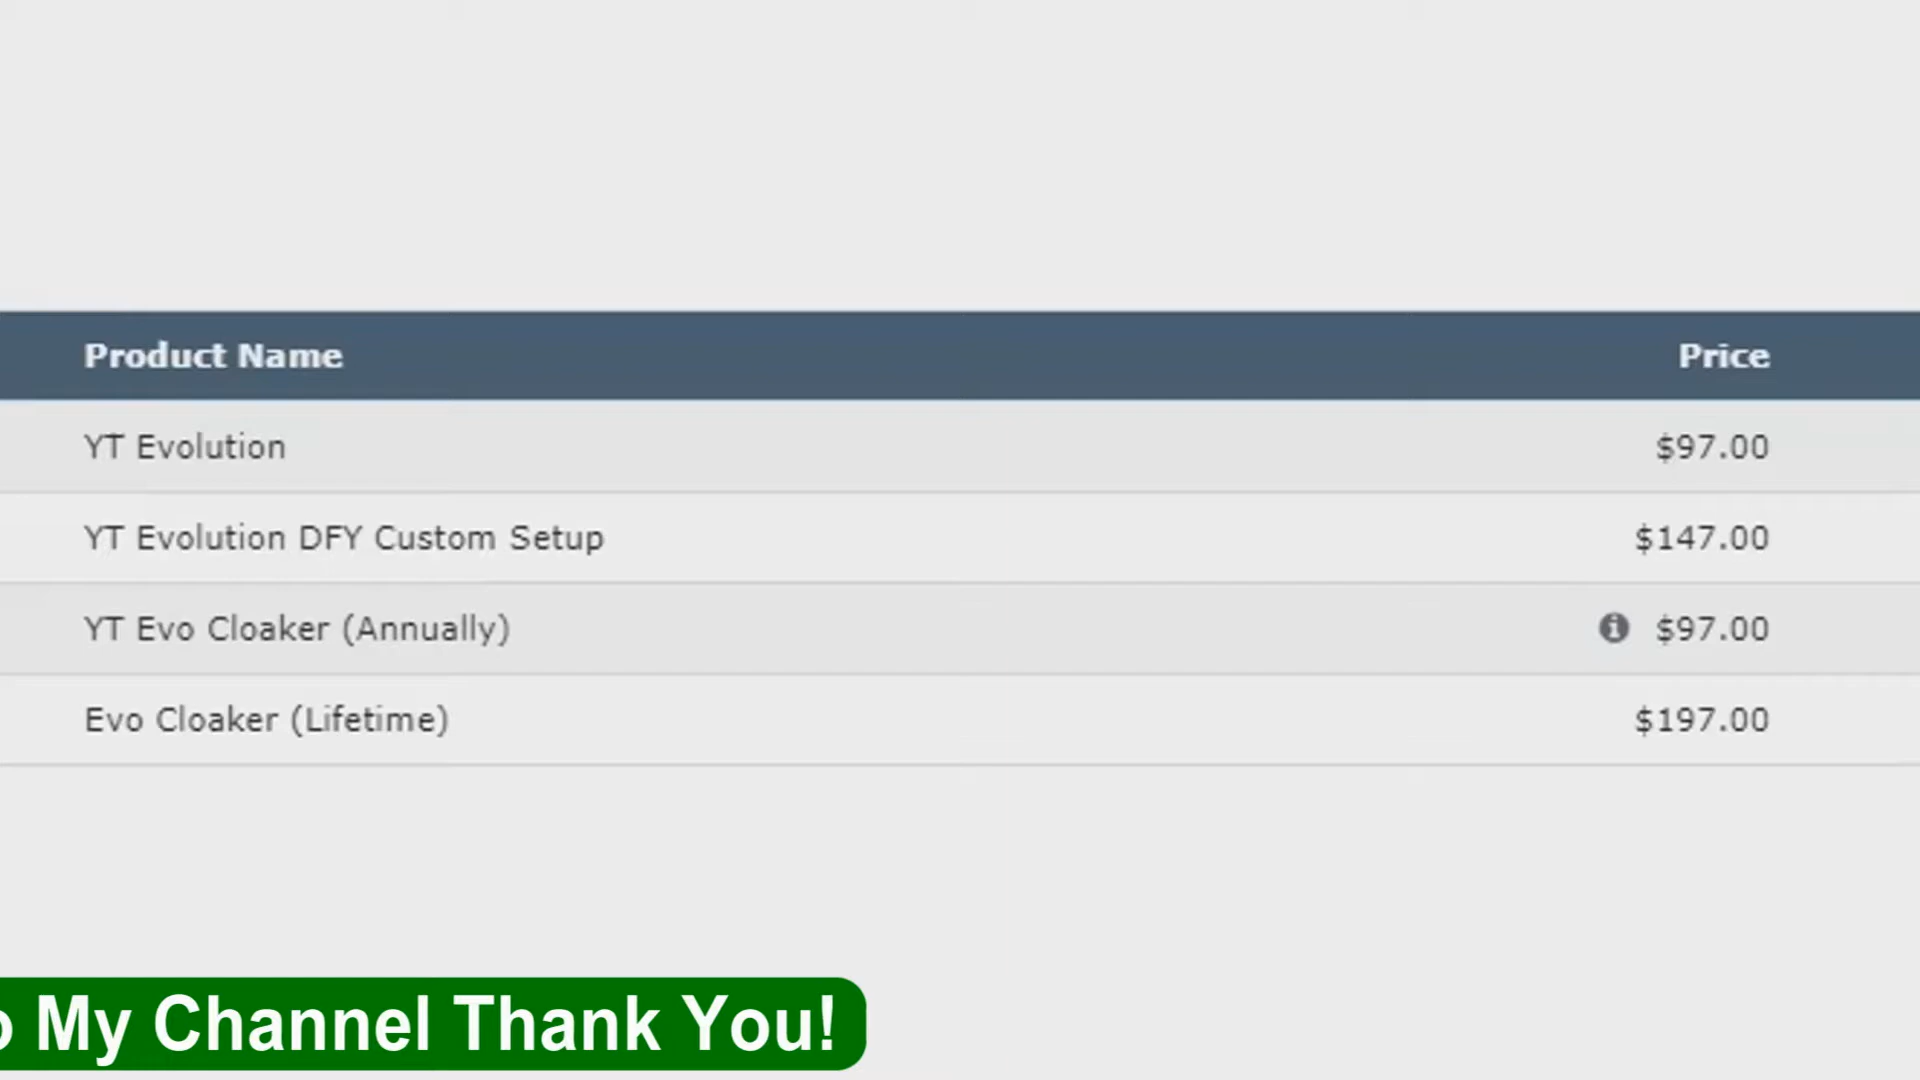 Product Name Price
YT Evolution $97.00
YT Evolution DFY Custom Setup $147.00
YT Evo Cloaker (Annually) $97.00
Evo Cloaker (Lifetime) $197.00
My Channel Thank You!